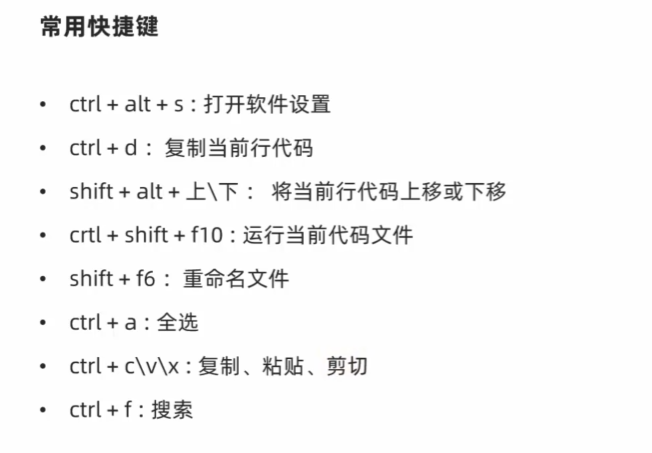 常用快捷键
• ctrl + alt + s : 打开软件设置
• ctrl + d : 复制当前行代码
• shift + alt + 上\下 : 将当前行代码上移或下移
• crtl + shift + f10 : 运行当前代码文件
• shift + f6 : 重命名文件
• ctrl + a : 全选
• ctrl + c\v\x : 复制、粘贴、剪切
• ctrl + f : 搜索